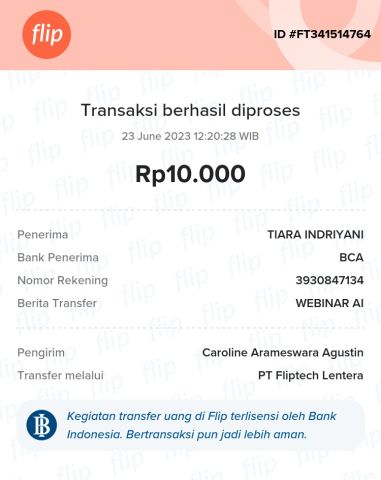 flip
ID #FT341514764
Transaksi berhasil diproses
23 June 2023 12:20:28 WIB
Rp10.000
Penerima TIARA INDRIYANI
Bank Penerima BCA
Nomor Rekening 3930847134
Berita Transfer WEBINAR AI
Pengirim Caroline Arameswara Agustin
Transfer melalui PT Fliptech Lentera
Kegiatan transfer uang di Flip terlisensi oleh Bank
Indonesia. Bertransaksi pun jadi lebih aman.